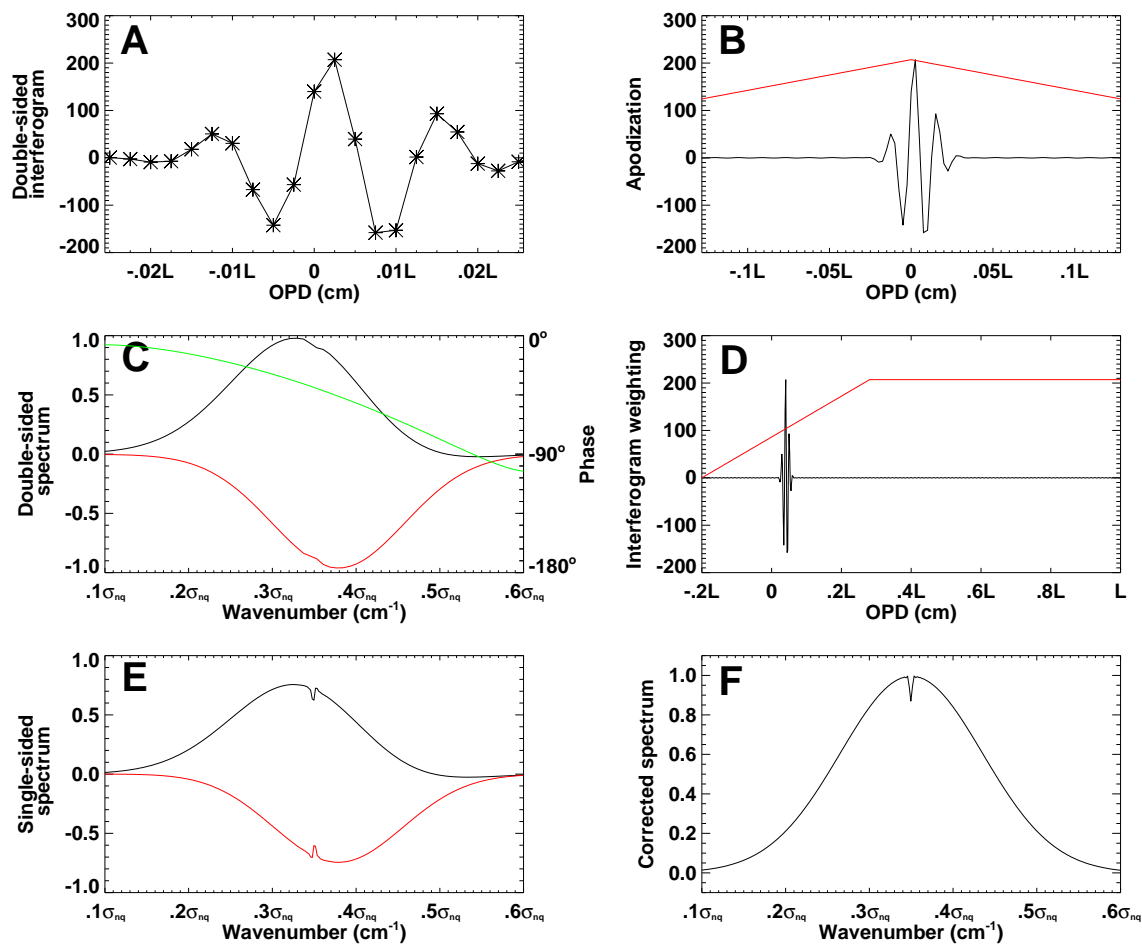 A
Double-sided
interferogram
300
200
100
0
-100
-200
-.02L -.01L 0 .01L .02L
OPD (cm)
B
Apodization
300
200
100
0
-100
-200
-.1L -.05L 0 .05L .1L
OPD (cm)
C
Double-sided
spectrum
1.0
0.5
0.0
-0.5
-1.0
0°
-90°
-180°
Phase
.1σnq .2σnq .3σnq .4σnq .5σnq .6σnq
Wavenumber (cm⁻¹)
D
Interferogram weighting
300
200
100
0
-100
-200
-.2L 0 .2L .4L .6L .8L L
OPD (cm)
E
Single-sided
spectrum
1.0
0.5
0.0
-0.5
-1.0
.1σnq .2σnq .3σnq .4σnq .5σnq .6σnq
Wavenumber (cm⁻¹)
F
Corrected spectrum
1.0
0.8
0.6
0.4
0.2
0.0
.1σnq .2σnq .3σnq .4σnq .5σnq .6σnq
Wavenumber (cm⁻¹)